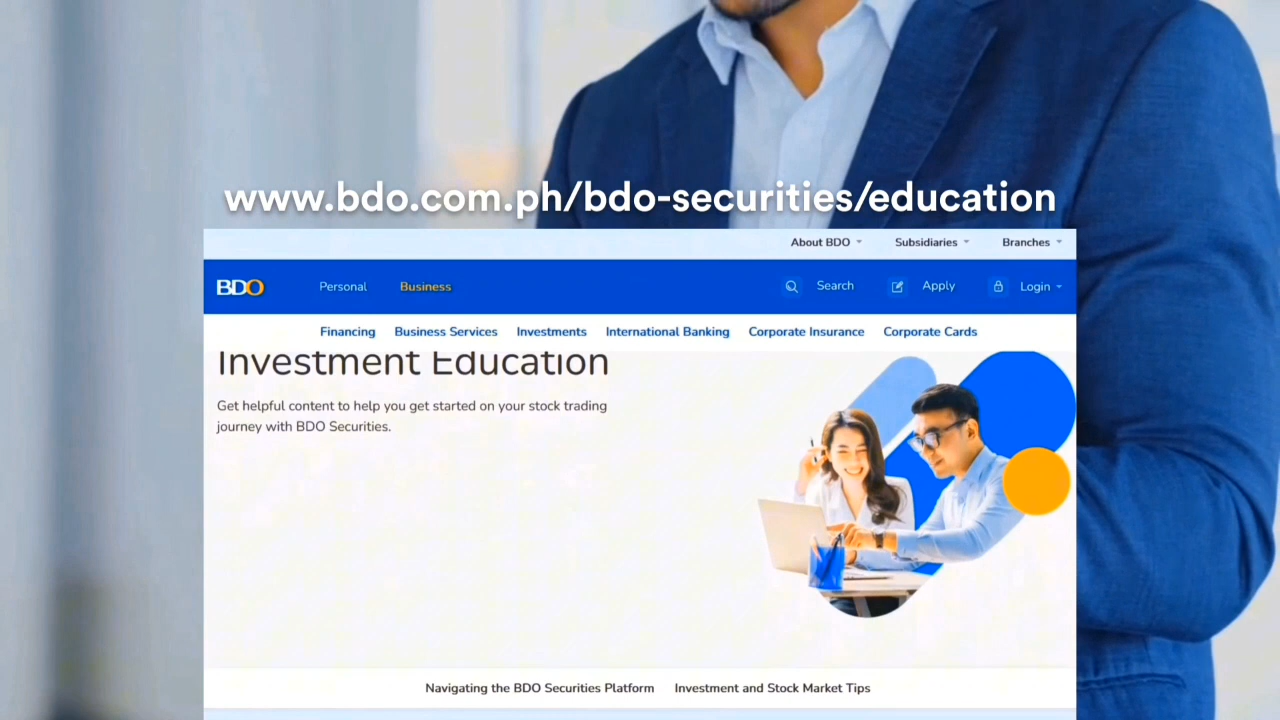 www.bdo.com.ph/bdo-securities/education
About BDO Subsidiaries Branches
BDO Personal Business Search Apply Login
Financing Business Services Investments International Banking Corporate Insurance Corporate Cards
Investment Education
Get helpful content to help you get started on your stock trading
journey with BDO Securities.
Navigating the BDO Securities Platform Investment and Stock Market Tips